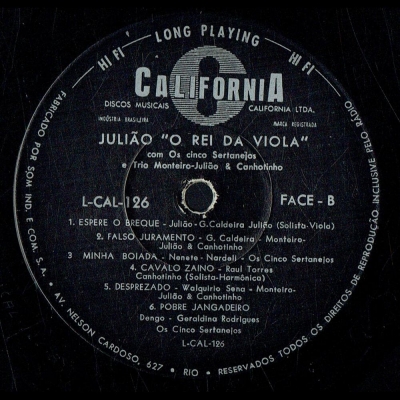 LONG PLAYING
HI FI
HI FI
CALIFORNIA
DISCOS MUSICAIS
CALIFORNIA LTDA.
INDÚSTRIA BRASILEIRA
MARCA REGISTRADA
JULIÃO "O REI DA VIOLA"
com Os cinco Sertanejos
e Trio Monteiro-Julião & Canhotinho
L-CAL-126
FACE - B
1. ESPERE O BREQUE - Julião - G.Caldeira Julião (Solista-Viola)
2. FALSO JURAMENTO - G. Caldeira - Monteiro-
Julião & Canhotinho
3 MINHA BOIADA - Nenete - Nardeli - Os Cinco Sertanejos
4. CAVALO ZAINO - Raul Torres
Canhotinho (Solista-Harmônica)
5. DESPREZADO - Walquirio Sena - Monteiro-
Julião & Canhotinho
6. POBRE JANGADEIRO
Dengo - Geraldina Rodrigues
Os Cinco Sertanejos
L-CAL-126
FABRICADO POR SOM IND. E COM. S.A. • AV. NELSON CARDOSO, 627 • RIO • RESERVADOS TODOS OS DIREITOS DE REPRODUÇÃO INCLUSIVE PELO RÁDIO